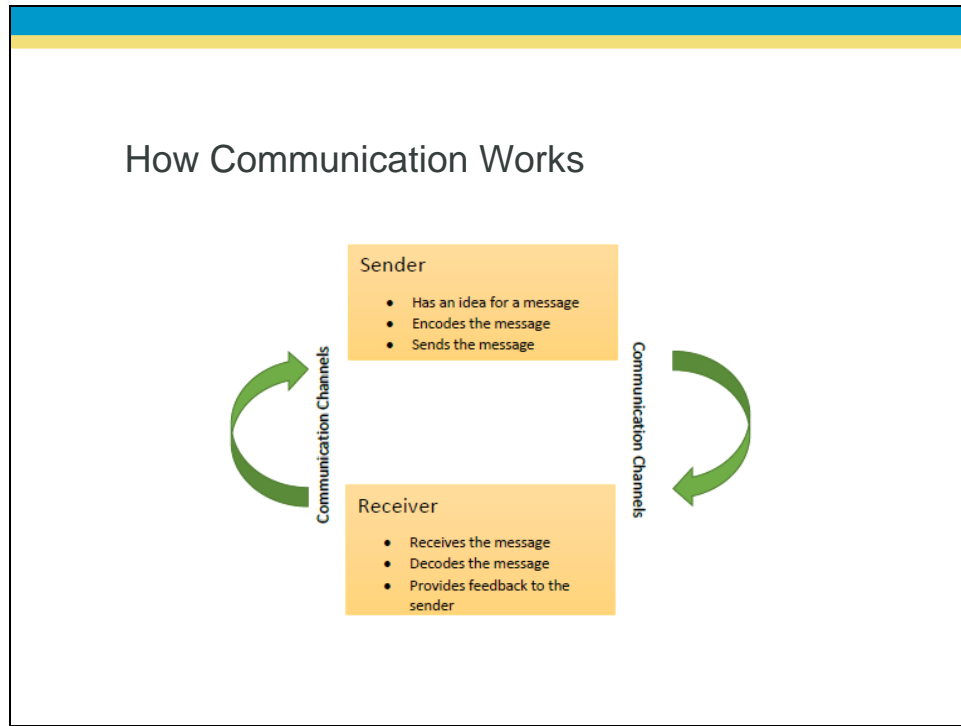 How Communication Works
Sender
● Has an idea for a message
● Encodes the message
● Sends the message
Communication Channels
Communication Channels
Receiver
● Receives the message
● Decodes the message
● Provides feedback to the
sender